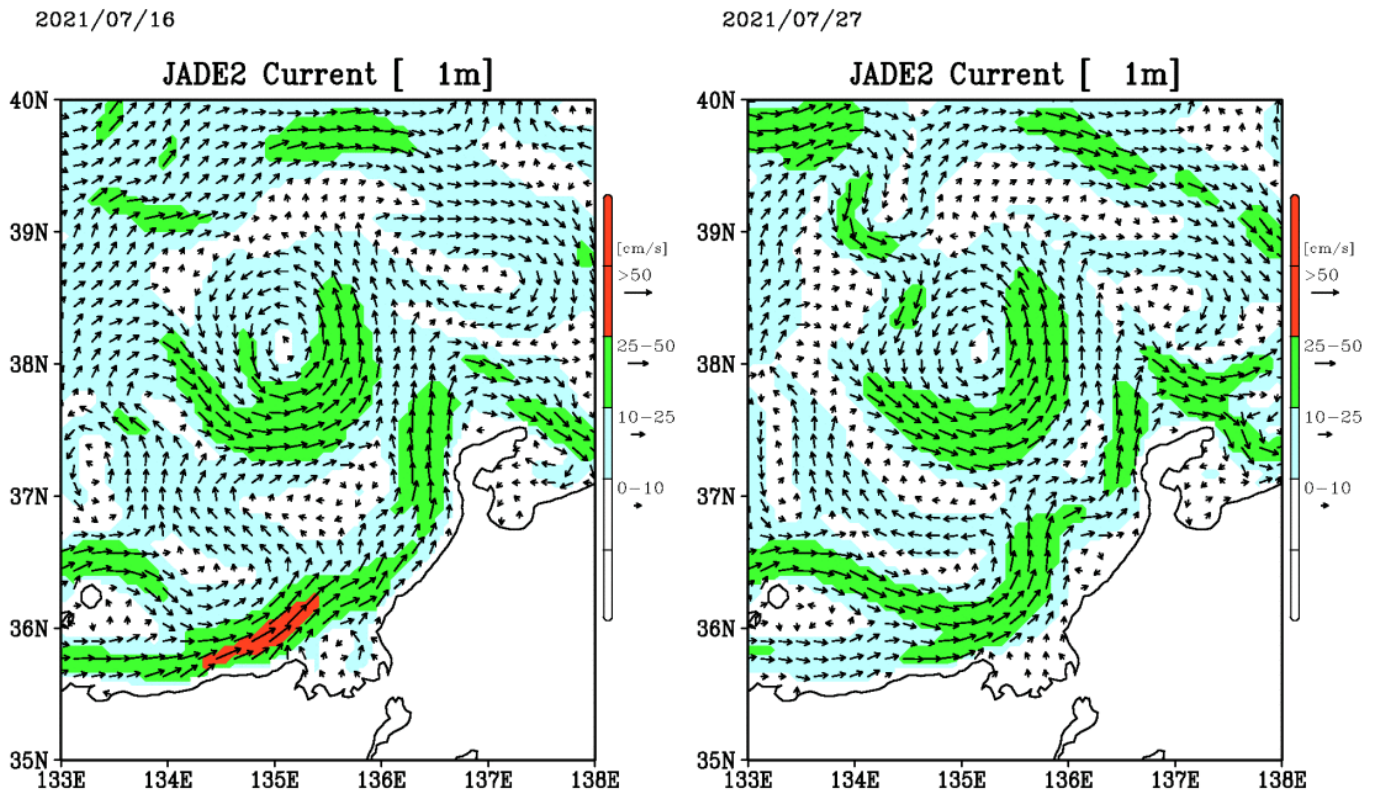 2021/07/16
JADE2 Current [ 1m]
40N
39N
38N
37N
36N
35N
133E 134E 135E 136E 137E 138E
[cm/s]
>50
25-50
10-25
0-10
2021/07/27
JADE2 Current [ 1m]
40N
39N
38N
37N
36N
35N
133E 134E 135E 136E 137E 138E
[cm/s]
>50
25-50
10-25
0-10